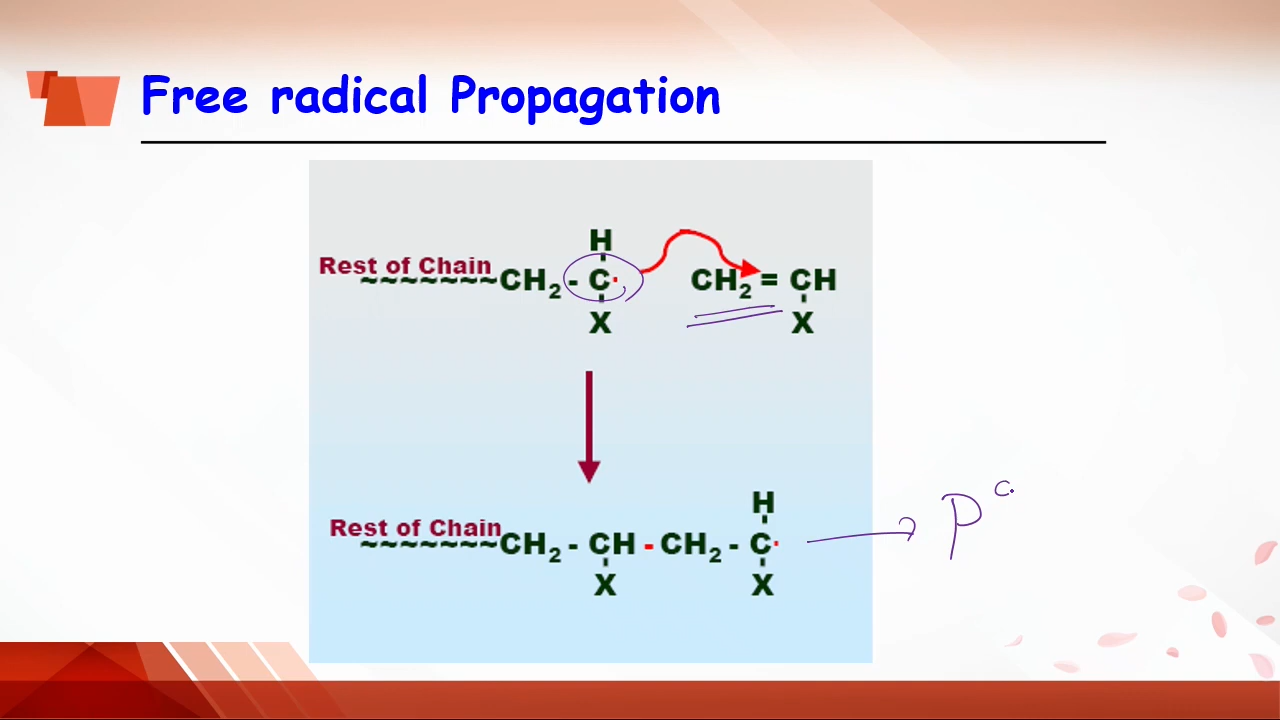 Free radical Propagation
H
Rest of Chain
~~~~~~~CH₂ - C· CH₂ = CH
X X
H
Rest of Chain
~~~~~~~CH₂ - CH - CH₂ - C·
X X
P